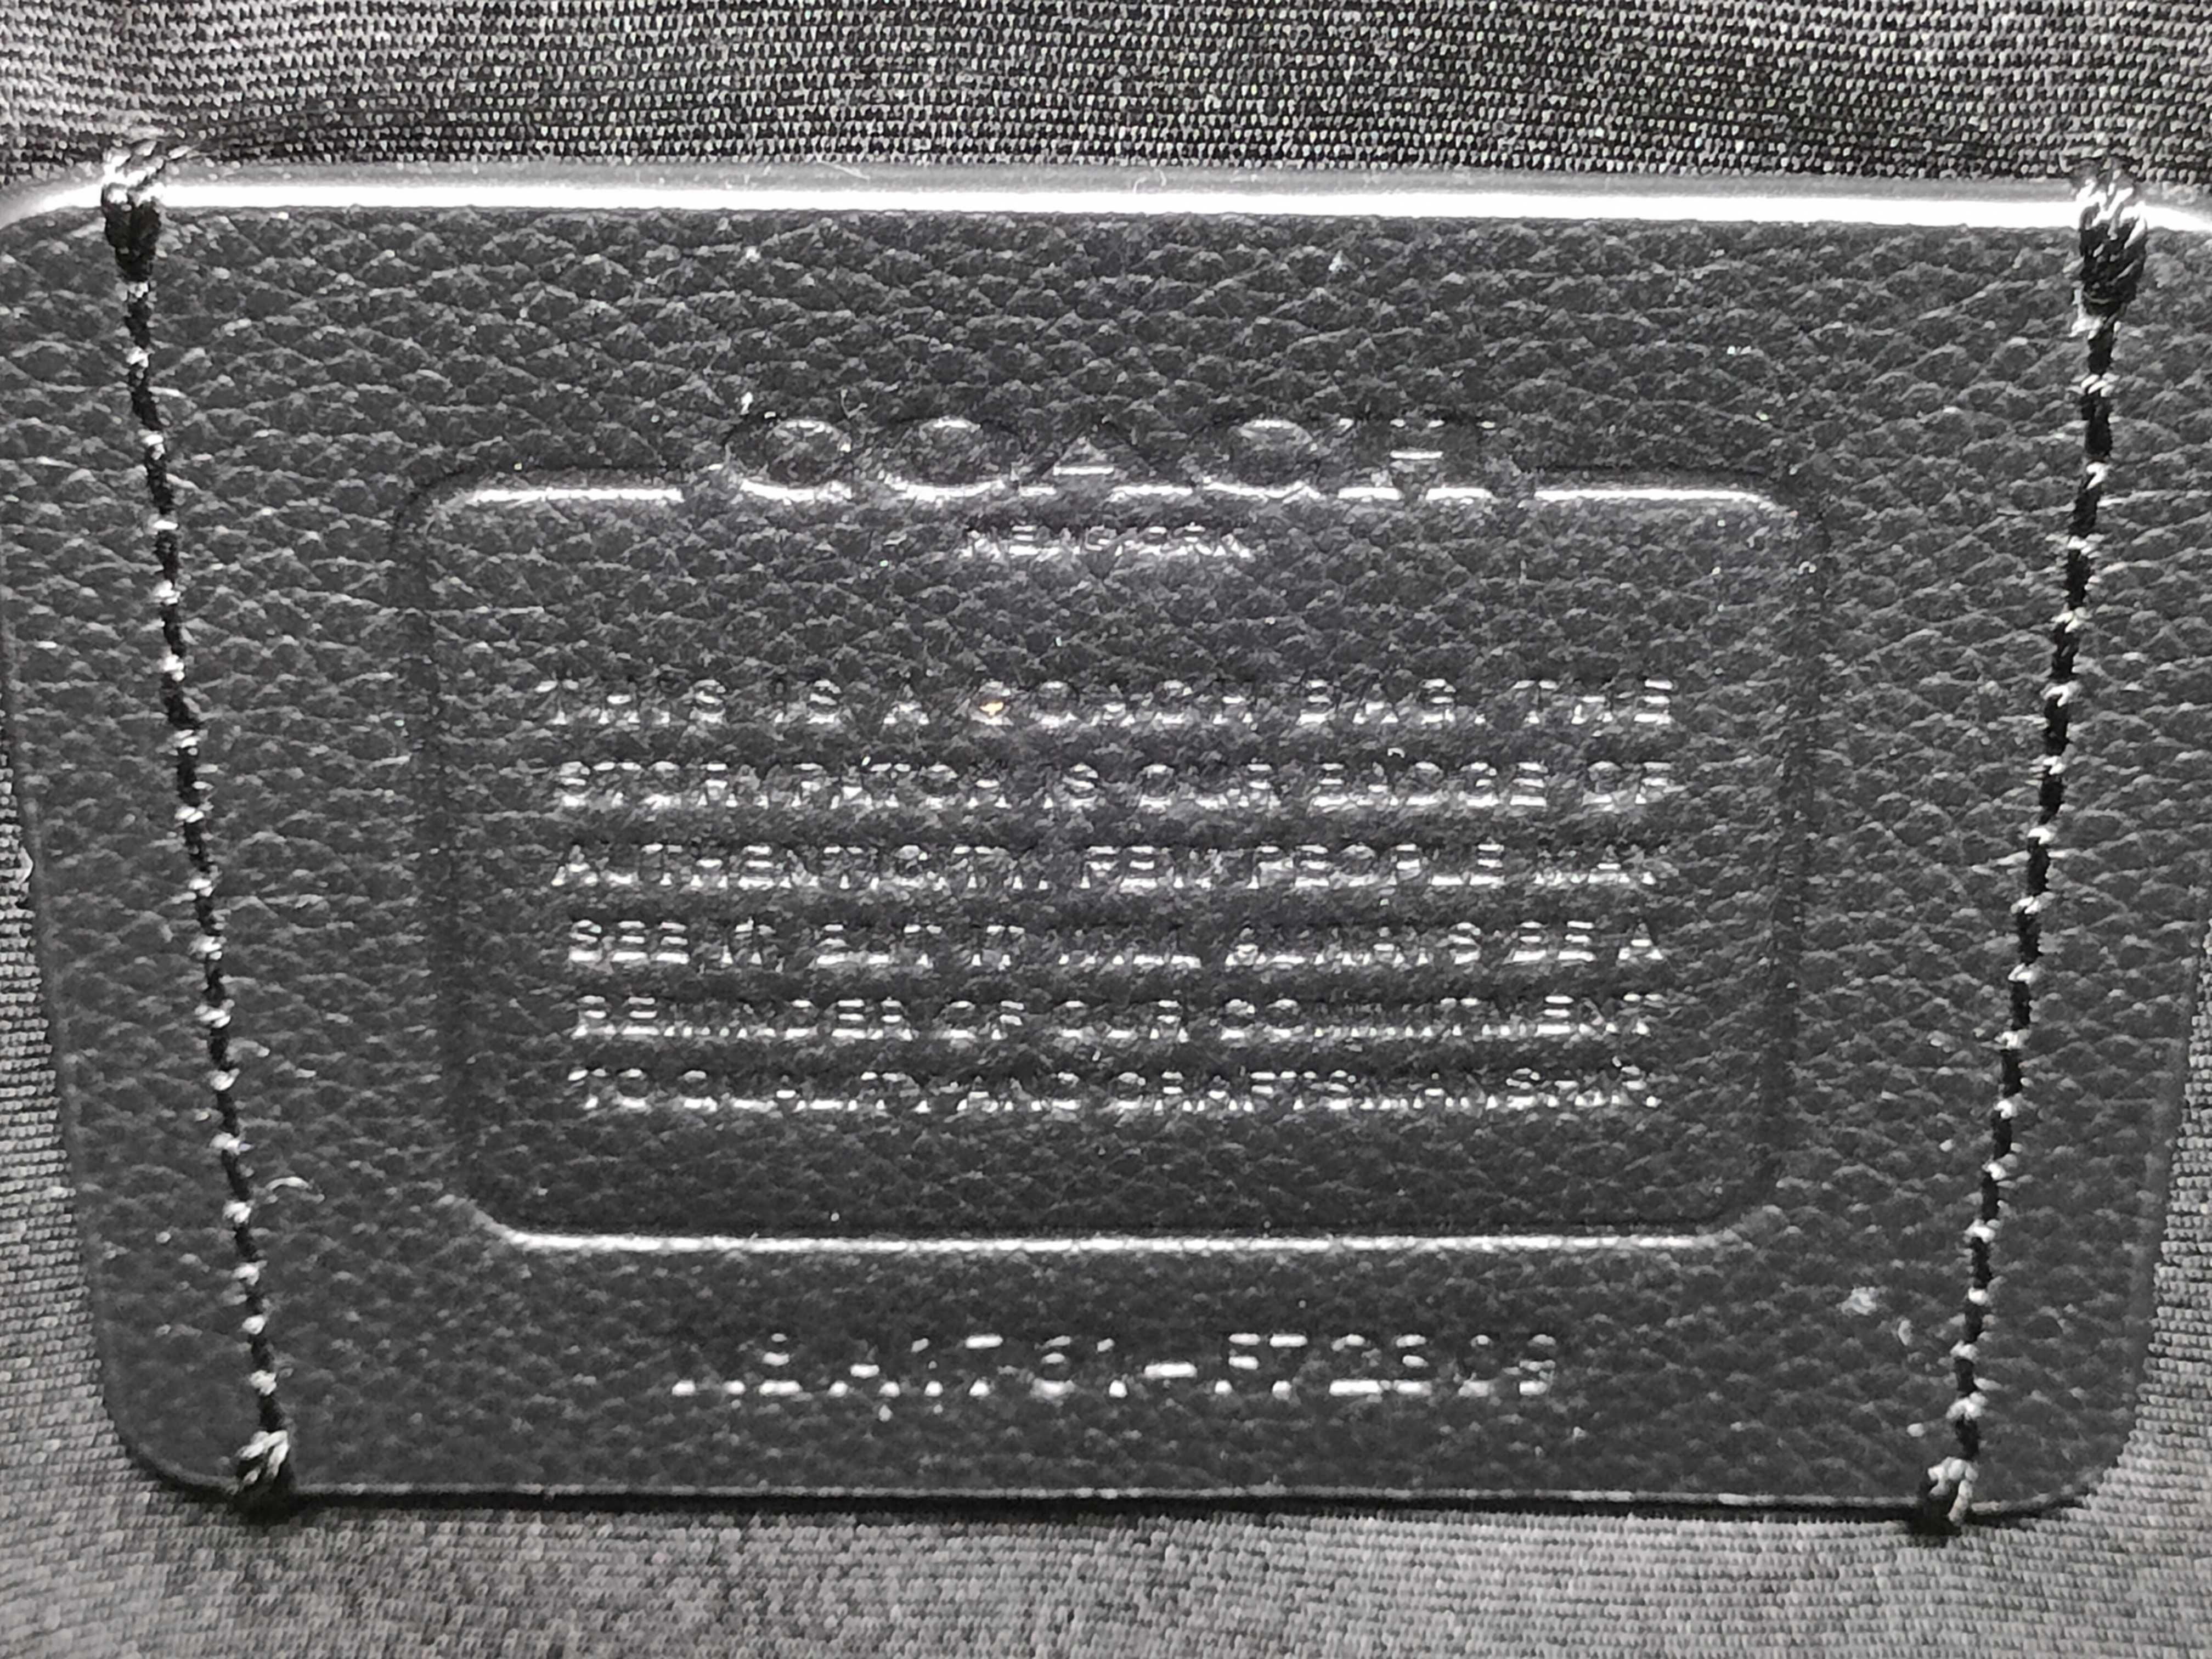 COACH
NEW YORK
THIS IS A COACH BAG. THE
STORYPATCH IS OUR BADGE OF
AUTHENTICITY. FEW PEOPLE MAY
SEE IT, BUT IT WILL ALWAYS BE A
REMINDER OF OUR COMMITMENT
TO QUALITY AND CRAFTSMANSHIP.